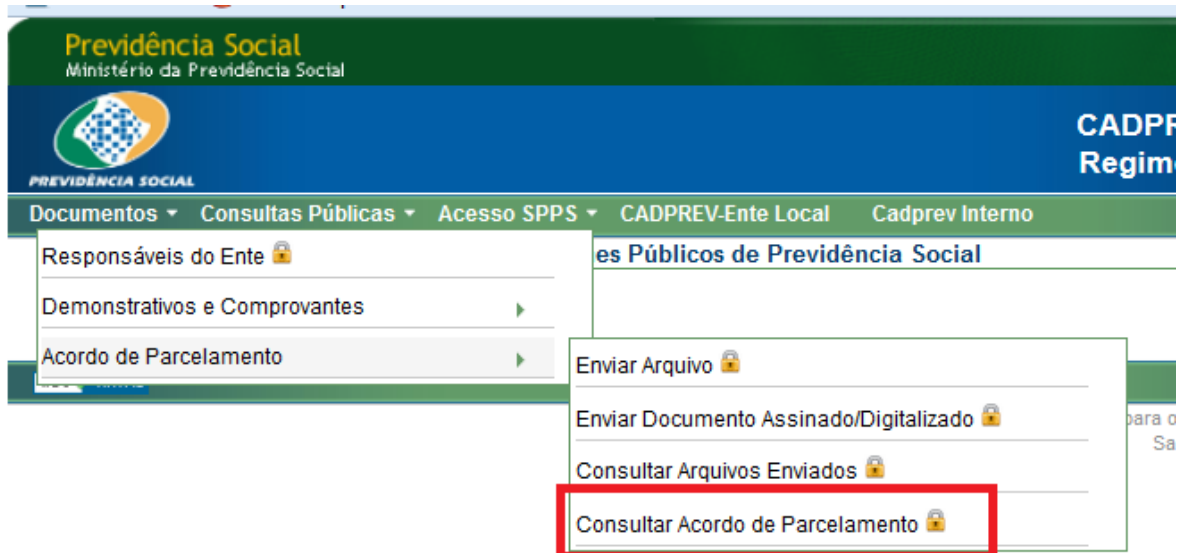 Previdência Social
Ministério da Previdência Social
CADPR
Regime
PREVIDÊNCIA SOCIAL
Documentos Consultas Públicas Acesso SPPS CADPREV-Ente Local Cadprev Interno
Responsáveis do Ente
es Públicos de Previdência Social
Demonstrativos e Comprovantes
Acordo de Parcelamento
Enviar Arquivo
Enviar Documento Assinado/Digitalizado
para o
Sa
Consultar Arquivos Enviados
Consultar Acordo de Parcelamento